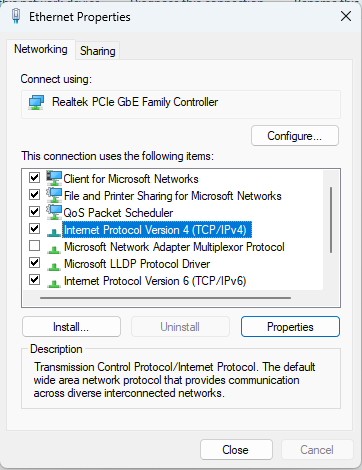 Ethernet Properties
Networking
Sharing
Connect using:
Realtek PCIe GbE Family Controller
Configure...
This connection uses the following items:
Client for Microsoft Networks
File and Printer Sharing for Microsoft Networks
QoS Packet Scheduler
Internet Protocol Version 4 (TCP/IPv4)
Microsoft Network Adapter Multiplexor Protocol
Microsoft LLDP Protocol Driver
Internet Protocol Version 6 (TCP/IPv6)
Install...
Uninstall
Properties
Description
Transmission Control Protocol/Internet Protocol. The default
wide area network protocol that provides communication
across diverse interconnected networks.
Close
Cancel